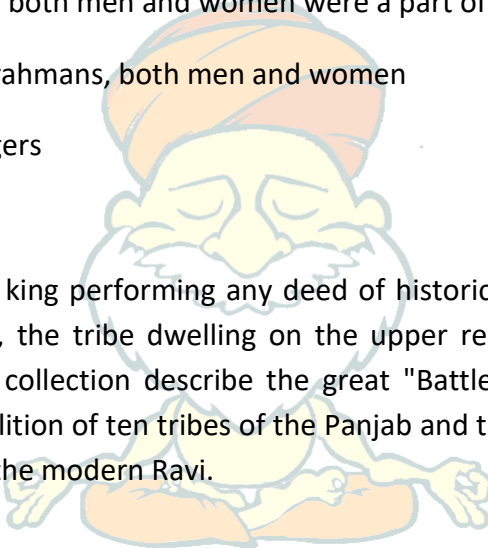 both men and women were a part of
rahmans, both men and women
gers
king performing any deed of historic
, the tribe dwelling on the upper re
collection describe the great "Battle
lition of ten tribes of the Panjab and t
the modern Ravi.